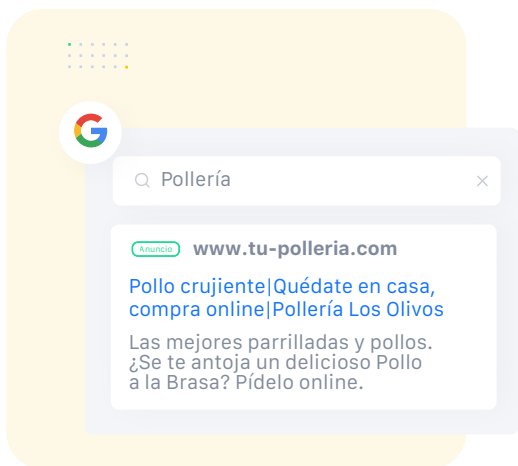 Pollería
Anuncio www.tu-polleria.com
Pollo crujiente|Quédate en casa,
compra online|Pollería Los Olivos
Las mejores parrilladas y pollos.
¿Se te antoja un delicioso Pollo
a la Brasa? Pídelo online.